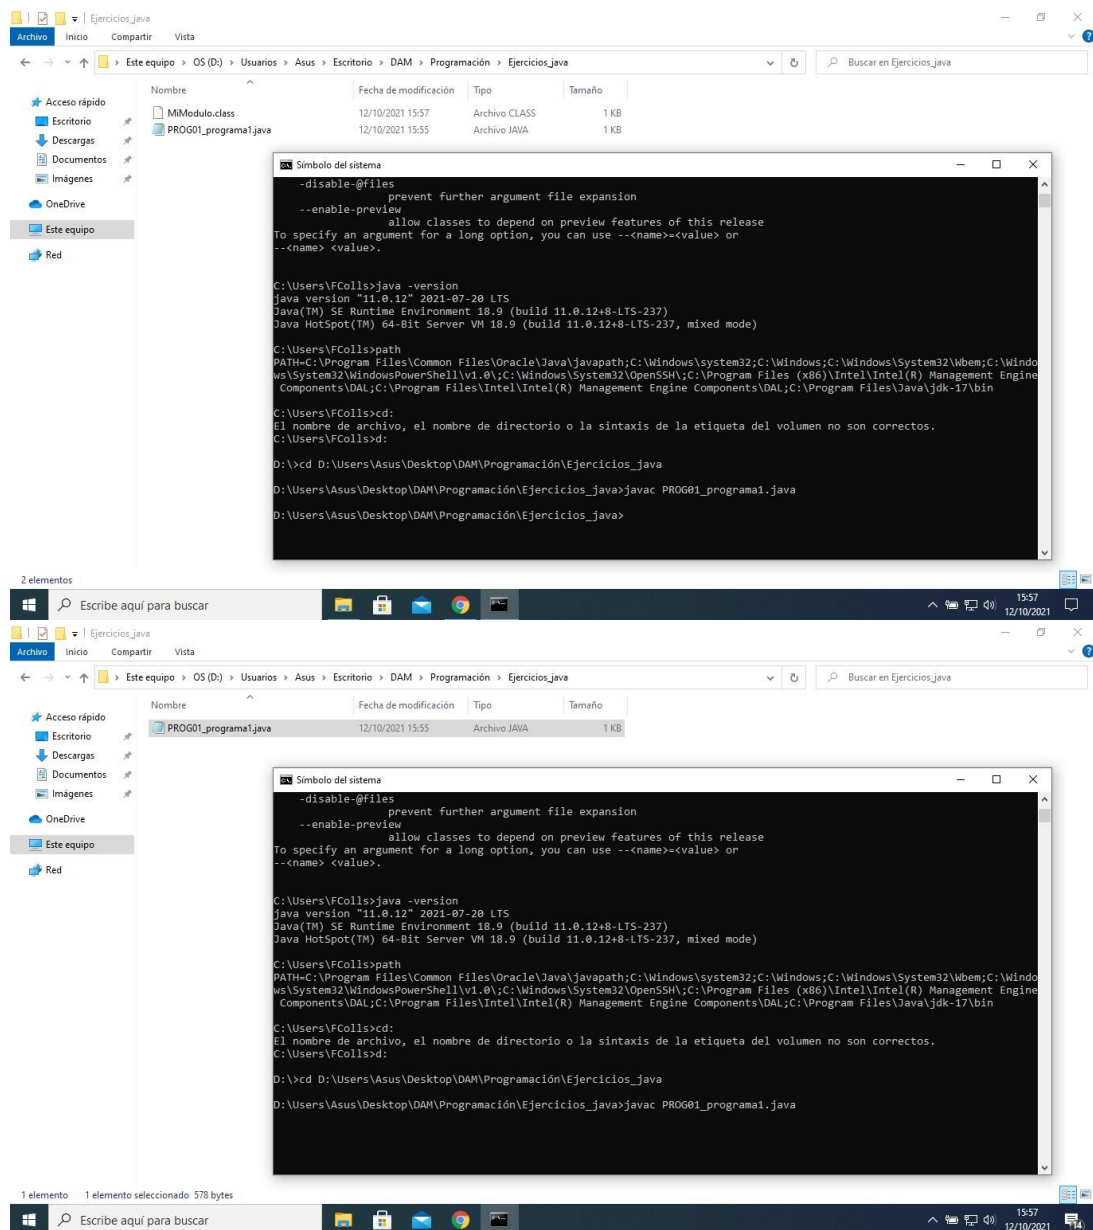 Ejercicios_java
Archivo Inicio Compartir Vista
Este equipo > OS (D:) > Usuarios > Asus > Escritorio > DAM > Programación > Ejercicios_java
Buscar en Ejercicios_java
Nombre Fecha de modificación Tipo Tamaño
Acceso rápido
Escritorio
Descargas
Documentos
Imágenes
OneDrive
Este equipo
Red
MiModulo.class 12/10/2021 15:57 Archivo CLASS 1 KB
PROG01_programa1.java 12/10/2021 15:55 Archivo JAVA 1 KB
Símbolo del sistema
-disable-@files
prevent further argument file expansion
--enable-preview
allow classes to depend on preview features of this release
To specify an argument for a long option, you can use --<name>=<value> or
--<name> <value>.
C:\Users\FColls>java -version
java version "11.0.12" 2021-07-20 LTS
Java(TM) SE Runtime Environment 18.9 (build 11.0.12+8-LTS-237)
Java HotSpot(TM) 64-Bit Server VM 18.9 (build 11.0.12+8-LTS-237, mixed mode)
C:\Users\FColls>path
PATH=C:\Program Files\Common Files\Oracle\Java\javapath;C:\Windows\system32;C:\Windows;C:\Windows\System32\Wbem;C:\Windo
ws\System32\WindowsPowerShell\v1.0\;C:\Windows\System32\OpenSSH\;C:\Program Files (x86)\Intel\Intel(R) Management Engine
Components\DAL;C:\Program Files\Intel\Intel(R) Management Engine Components\DAL;C:\Program Files\Java\jdk-17\bin
C:\Users\FColls>cd:
El nombre de archivo, el nombre de directorio o la sintaxis de la etiqueta del volumen no son correctos.
C:\Users\FColls>d:
D:\>cd D:\Users\Asus\Desktop\DAM\Programación\Ejercicios_java
D:\Users\Asus\Desktop\DAM\Programación\Ejercicios_java>javac PROG01_programa1.java
D:\Users\Asus\Desktop\DAM\Programación\Ejercicios_java>
2 elementos
Escribe aquí para buscar
15:57
12/10/2021
Ejercicios_java
Archivo Inicio Compartir Vista
Este equipo > OS (D:) > Usuarios > Asus > Escritorio > DAM > Programación > Ejercicios_java
Buscar en Ejercicios_java
Nombre Fecha de modificación Tipo Tamaño
Acceso rápido
Escritorio
Descargas
Documentos
Imágenes
OneDrive
Este equipo
Red
PROG01_programa1.java 12/10/2021 15:55 Archivo JAVA 1 KB
Símbolo del sistema
-disable-@files
prevent further argument file expansion
--enable-preview
allow classes to depend on preview features of this release
To specify an argument for a long option, you can use --<name>=<value> or
--<name> <value>.
C:\Users\FColls>java -version
java version "11.0.12" 2021-07-20 LTS
Java(TM) SE Runtime Environment 18.9 (build 11.0.12+8-LTS-237)
Java HotSpot(TM) 64-Bit Server VM 18.9 (build 11.0.12+8-LTS-237, mixed mode)
C:\Users\FColls>path
PATH=C:\Program Files\Common Files\Oracle\Java\javapath;C:\Windows\system32;C:\Windows;C:\Windows\System32\Wbem;C:\Windo
ws\System32\WindowsPowerShell\v1.0\;C:\Windows\System32\OpenSSH\;C:\Program Files (x86)\Intel\Intel(R) Management Engine
Components\DAL;C:\Program Files\Intel\Intel(R) Management Engine Components\DAL;C:\Program Files\Java\jdk-17\bin
C:\Users\FColls>cd:
El nombre de archivo, el nombre de directorio o la sintaxis de la etiqueta del volumen no son correctos.
C:\Users\FColls>d:
D:\>cd D:\Users\Asus\Desktop\DAM\Programación\Ejercicios_java
D:\Users\Asus\Desktop\DAM\Programación\Ejercicios_java>javac PROG01_programa1.java
1 elemento 1 elemento seleccionado 578 bytes
Escribe aquí para buscar
15:57
12/10/2021
14